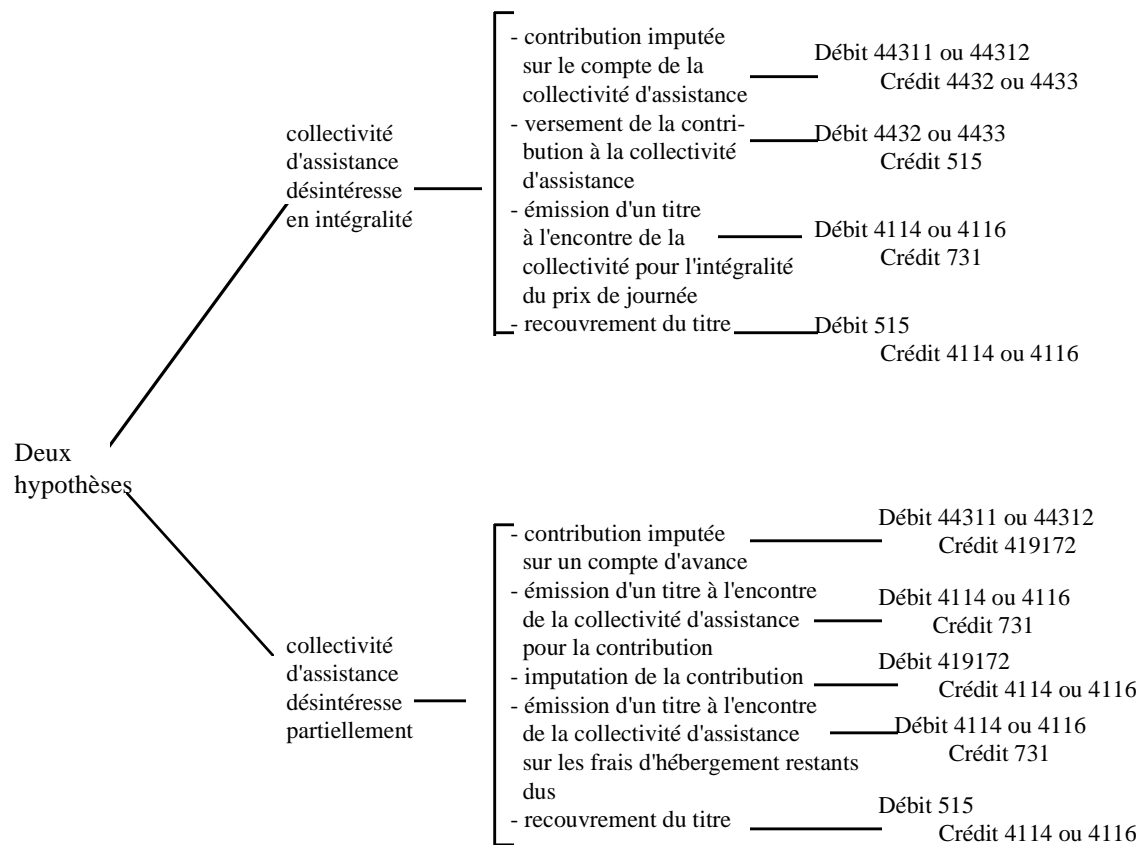 Deux
hypothèses
collectivité
d'assistance
désintéresse
en intégralité
- contribution imputée
sur le compte de la
collectivité d'assistance
Débit 44311 ou 44312
Crédit 4432 ou 4433
- versement de la contri-
bution à la collectivité
d'assistance
Débit 4432 ou 4433
Crédit 515
- émission d'un titre
à l'encontre de la
collectivité pour l'intégralité
du prix de journée
Débit 4114 ou 4116
Crédit 731
- recouvrement du titre
Débit 515
Crédit 4114 ou 4116
collectivité
d'assistance
désintéresse
partiellement
- contribution imputée
sur un compte d'avance
Débit 44311 ou 44312
Crédit 419172
- émission d'un titre à l'encontre
de la collectivité d'assistance
pour la contribution
Débit 4114 ou 4116
Crédit 731
- imputation de la contribution
Débit 419172
Crédit 4114 ou 4116
- émission d'un titre à l'encontre
de la collectivité d'assistance
sur les frais d'hébergement restants
dus
Débit 4114 ou 4116
Crédit 731
- recouvrement du titre
Débit 515
Crédit 4114 ou 4116